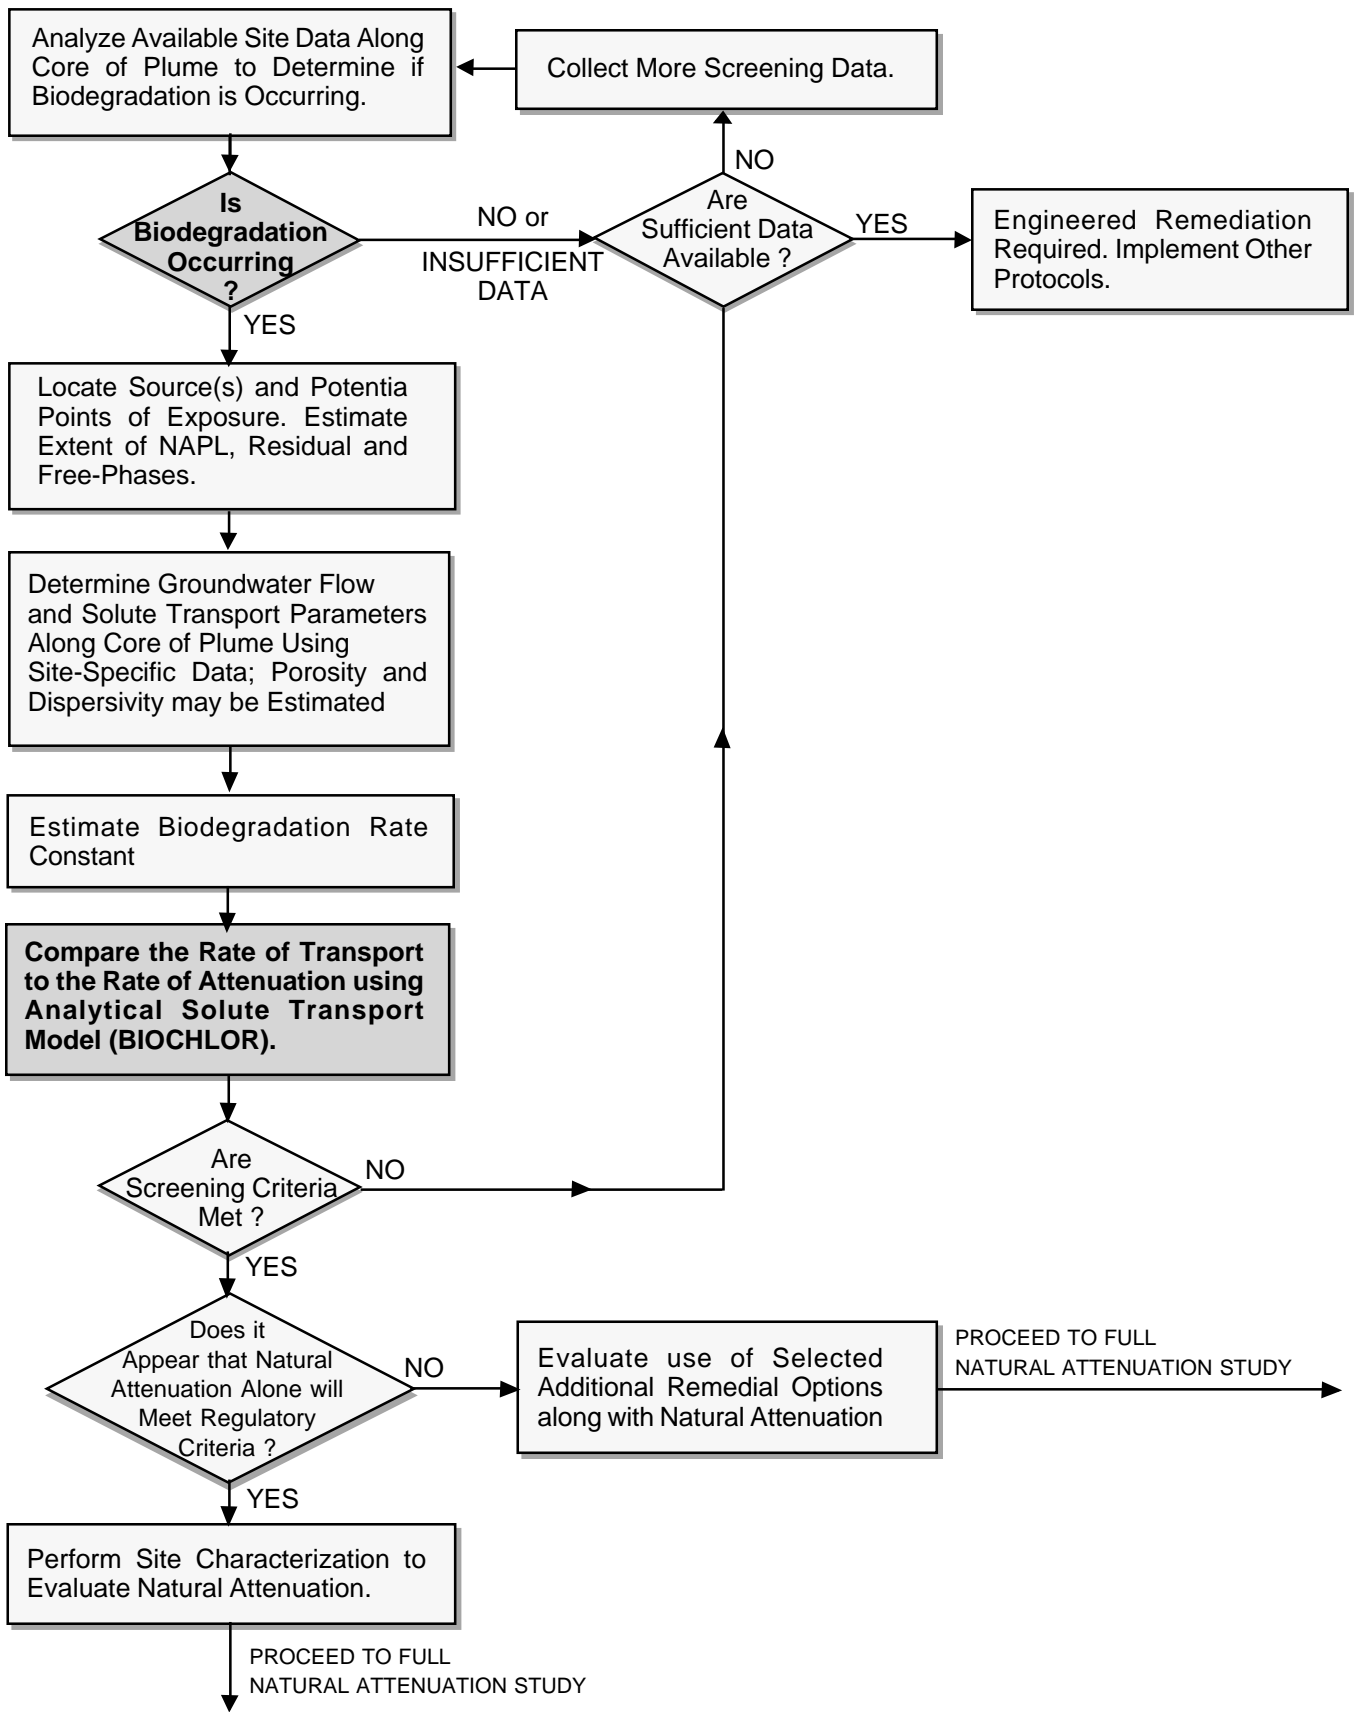 Analyze Available Site Data Along
Core of Plume to Determine if
Biodegradation is Occurring.
Collect More Screening Data.
NO
Is
Biodegradation
Occurring
?
NO or
INSUFFICIENT
DATA
Are
Sufficient Data
Available ?
YES
Engineered Remediation
Required. Implement Other
Protocols.
YES
Locate Source(s) and Potentia
Points of Exposure. Estimate
Extent of NAPL, Residual and
Free-Phases.
Determine Groundwater Flow
and Solute Transport Parameters
Along Core of Plume Using
Site-Specific Data; Porosity and
Dispersivity may be Estimated
Estimate Biodegradation Rate
Constant
Compare the Rate of Transport
to the Rate of Attenuation using
Analytical Solute Transport
Model (BIOCHLOR).
Are
Screening Criteria
Met ?
NO
YES
Does it
Appear that Natural
Attenuation Alone will
Meet Regulatory
Criteria ?
NO
Evaluate use of Selected
Additional Remedial Options
along with Natural Attenuation
PROCEED TO FULL
NATURAL ATTENUATION STUDY
YES
Perform Site Characterization to
Evaluate Natural Attenuation.
PROCEED TO FULL
NATURAL ATTENUATION STUDY